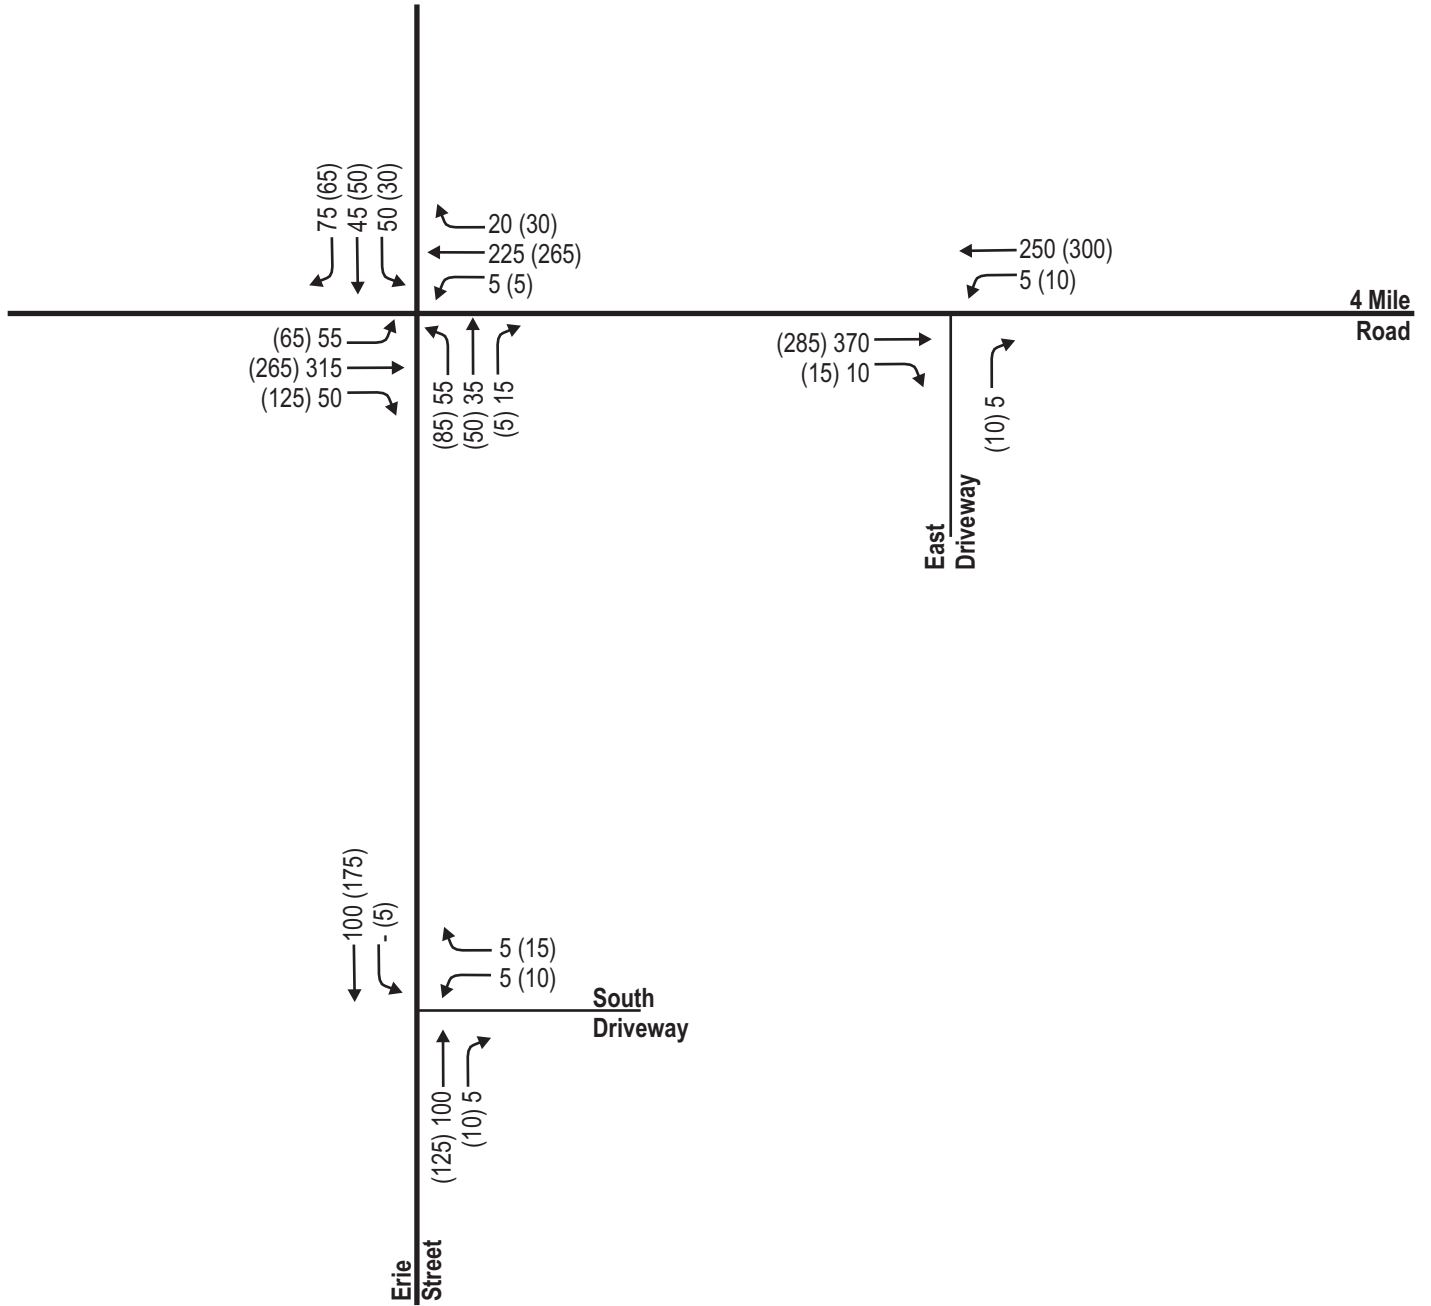 75 (65)
45 (50)
50 (30)
20 (30)
225 (265)
5 (5)
250 (300)
5 (10)
4 Mile
Road
(65) 55
(265) 315
(125) 50
(85) 55
(50) 35
(5) 15
(285) 370
(15) 10
(10) 5
East
Driveway
100 (175)
- (5)
5 (15)
5 (10)
South
Driveway
(125) 100
(10) 5
Erie
Street